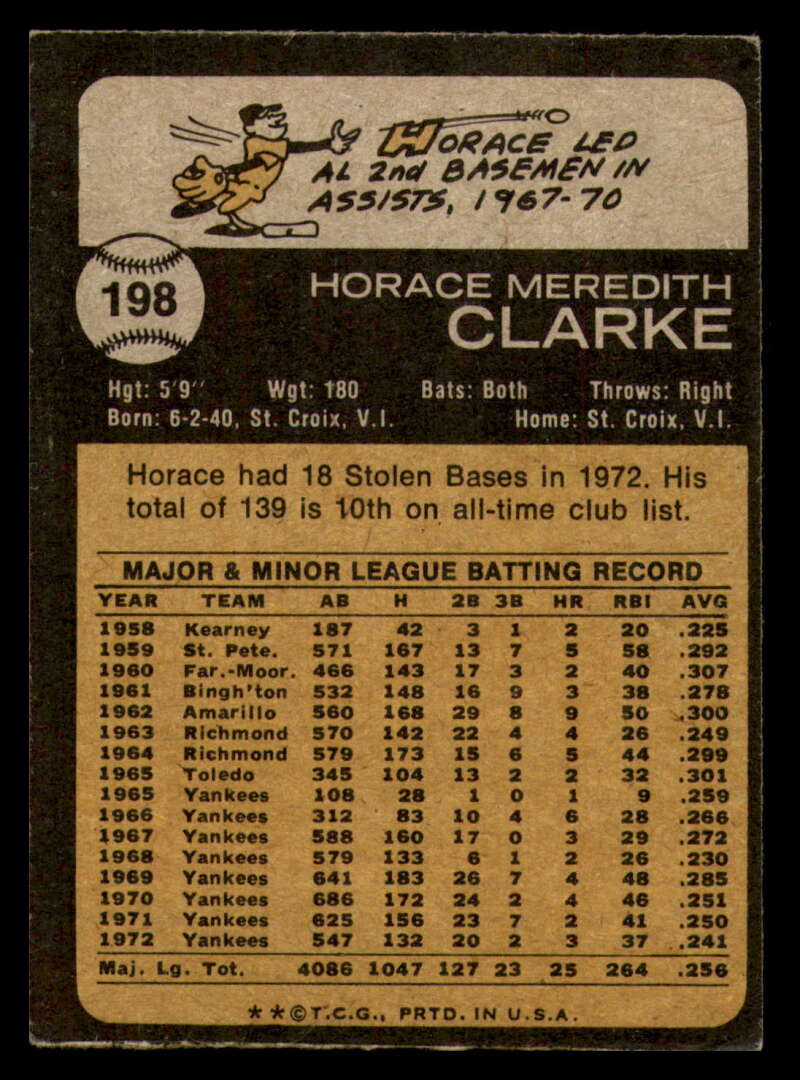 HORACE LED
AL 2nd BASEMEN IN
ASSISTS, 1967-70
198
HORACE MEREDITH
CLARKE
Hgt: 5'9" Wgt: 180 Bats: Both Throws: Right
Born: 6-2-40, St. Croix, V.I. Home: St. Croix, V.I.
Horace had 18 Stolen Bases in 1972. His
total of 139 is 10th on all-time club list.
MAJOR & MINOR LEAGUE BATTING RECORD
YEAR TEAM AB H 2B 3B HR RBI AVG
1958 Kearney 187 42 3 1 2 20 .225
1959 St. Pete. 571 167 13 7 5 58 .292
1960 Far.-Moor. 466 143 17 3 2 40 .307
1961 Bingh'ton 532 148 16 9 3 38 .278
1962 Amarillo 560 168 29 8 9 50 .300
1963 Richmond 570 142 22 4 4 26 .249
1964 Richmond 579 173 15 6 5 44 .299
1965 Toledo 345 104 13 2 2 32 .301
1965 Yankees 108 28 1 0 1 9 .259
1966 Yankees 312 83 10 4 6 28 .266
1967 Yankees 588 160 17 0 3 29 .272
1968 Yankees 579 133 6 1 2 26 .230
1969 Yankees 641 183 26 7 4 48 .285
1970 Yankees 686 172 24 2 4 46 .251
1971 Yankees 625 156 23 7 2 41 .250
1972 Yankees 547 132 20 2 3 37 .241
Maj. Lg. Tot. 4086 1047 127 23 25 264 .256
* * © T.C.G., PRTD. IN U.S.A.